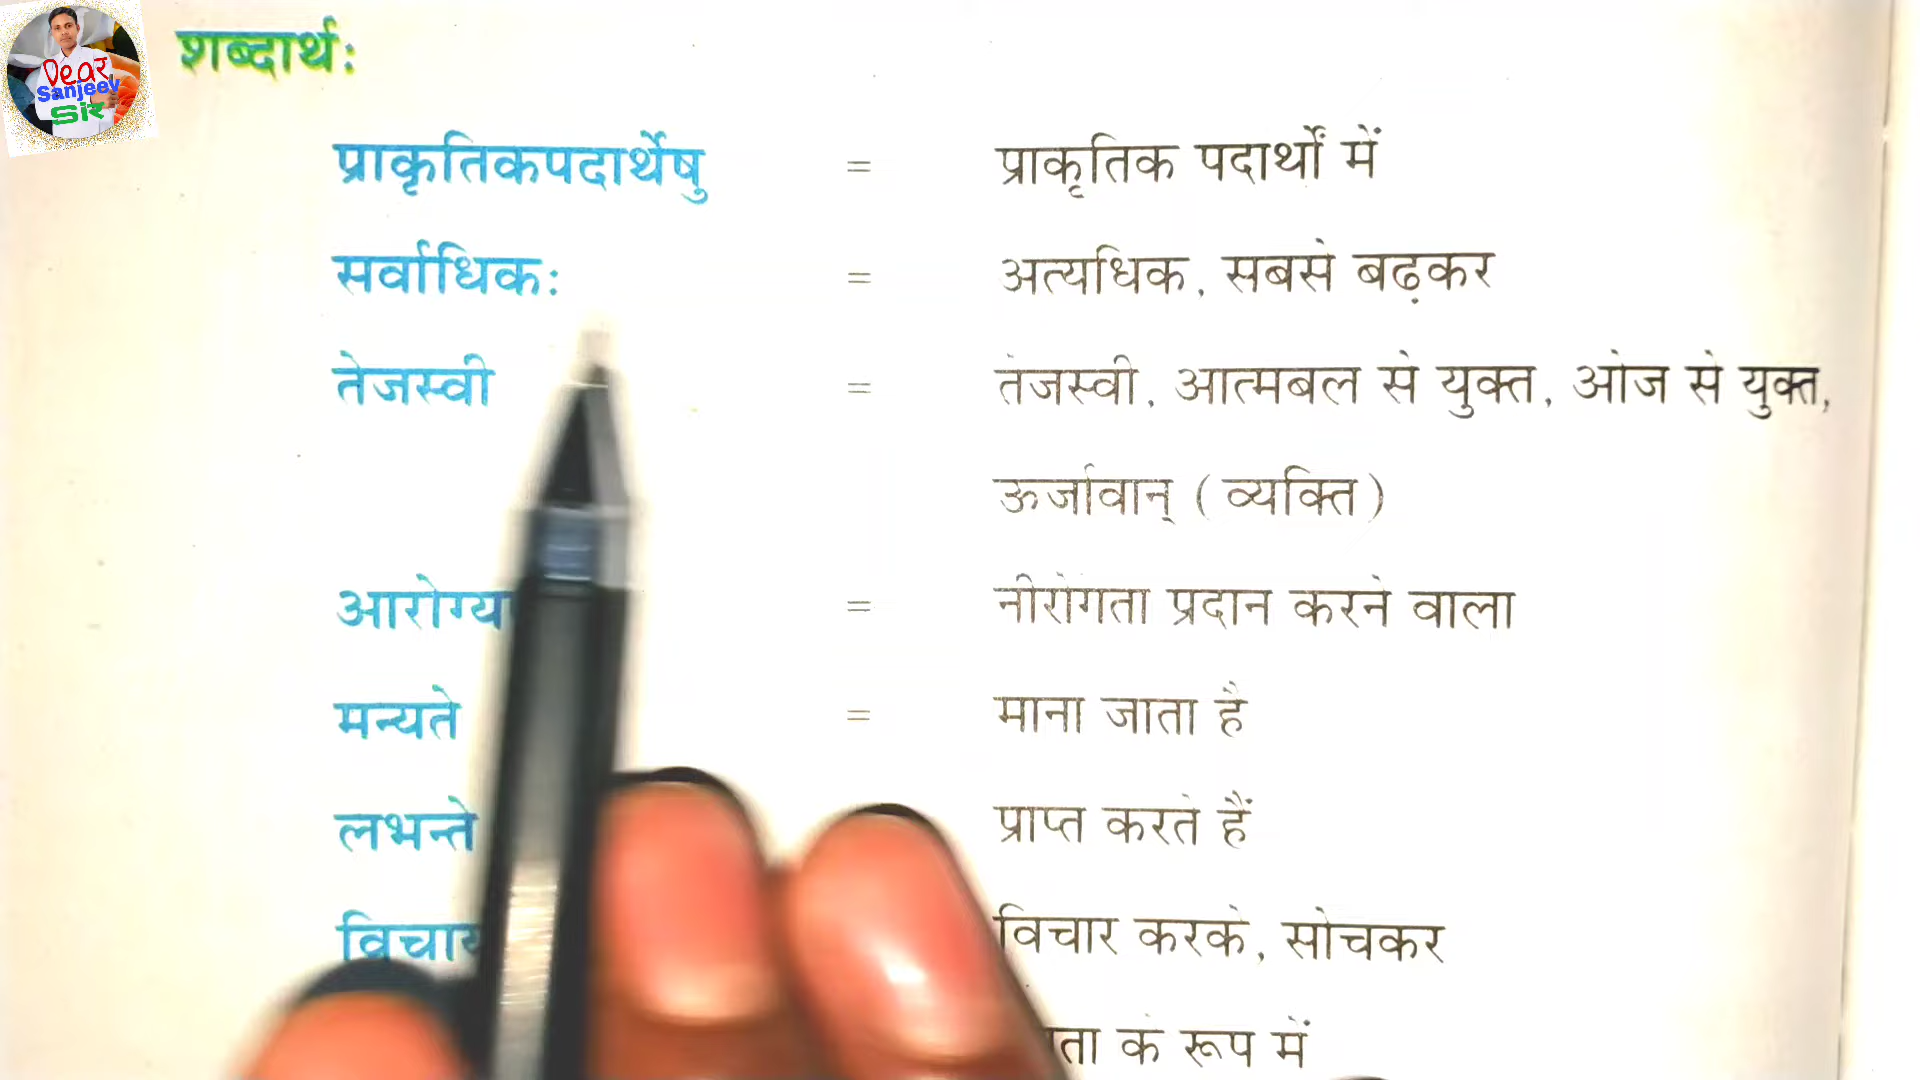 Dear
Sanjeev
Sir
शब्दार्थः
प्राकृतिकपदार्थेषु = प्राकृतिक पदार्थों में
सर्वाधिकः = अत्यधिक, सबसे बढ़कर
तेजस्वी = तेजस्वी, आत्मबल से युक्त, ओज से युक्त,
ऊर्जावान् (व्यक्ति)
= नीरोगता प्रदान करने वाला
मन्यते = माना जाता है
लभन्ते प्राप्त करते हैं
विचार करके, सोचकर
के रूप में